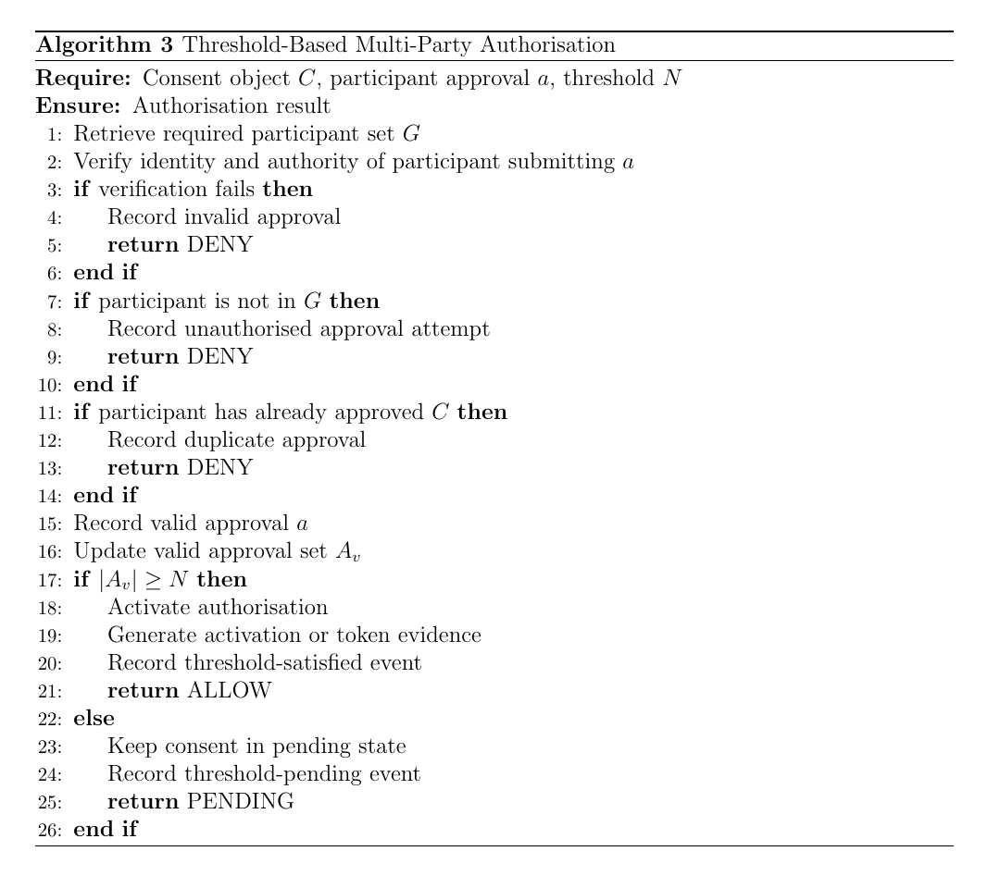 Algorithm 3 Threshold-Based Multi-Party Authorisation
Require: Consent object C, participant approval a, threshold N
Ensure: Authorisation result
1: Retrieve required participant set G
2: Verify identity and authority of participant submitting a
3: if verification fails then
4: Record invalid approval
5: return DENY
6: end if
7: if participant is not in G then
8: Record unauthorised approval attempt
9: return DENY
10: end if
11: if participant has already approved C then
12: Record duplicate approval
13: return DENY
14: end if
15: Record valid approval a
16: Update valid approval set A_v
17: if |A_v| ≥ N then
18: Activate authorisation
19: Generate activation or token evidence
20: Record threshold-satisfied event
21: return ALLOW
22: else
23: Keep consent in pending state
24: Record threshold-pending event
25: return PENDING
26: end if